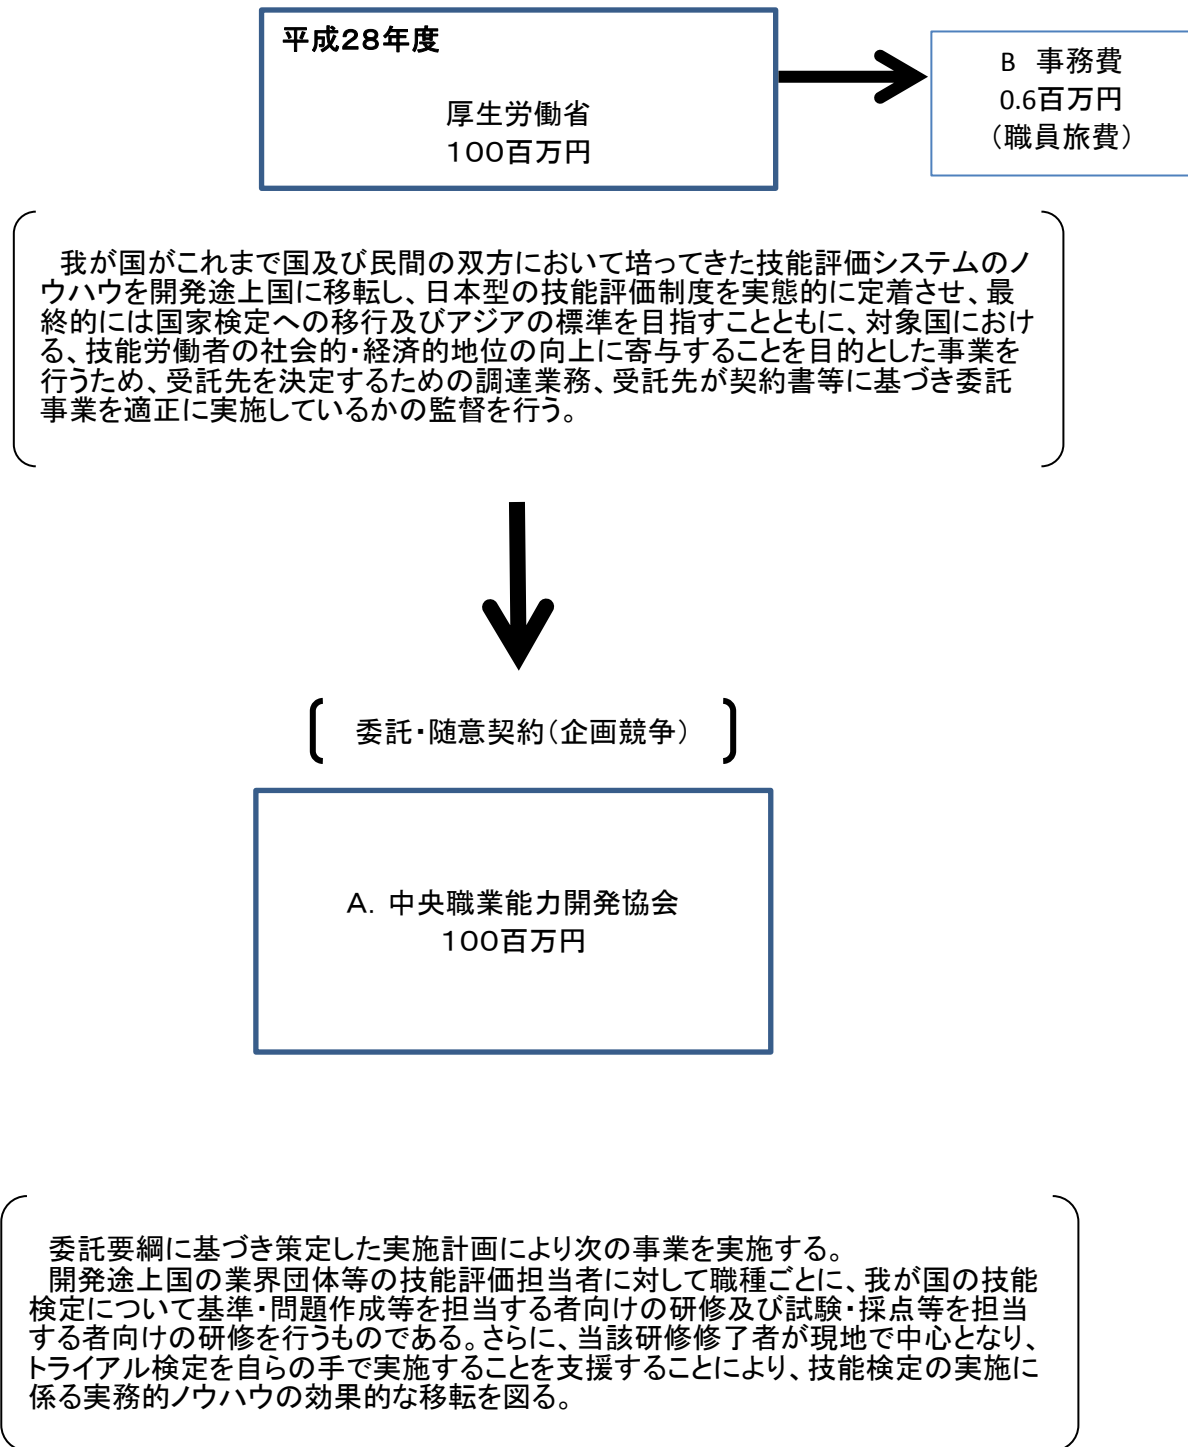 平成28年度
厚生労働省
100百万円
B　事務費
0.6百万円
（職員旅費）
我が国がこれまで国及び民間の双方において培ってきた技能評価システムのノ
ウハウを開発途上国に移転し、日本型の技能評価制度を実態的に定着させ、最
終的には国家検定への移行及びアジアの標準を目指すことともに、対象国におけ
る、技能労働者の社会的・経済的地位の向上に寄与することを目的とした事業を
行うため、受託先を決定するための調達業務、受託先が契約書等に基づき委託
事業を適正に実施しているかの監督を行う。
委託・随意契約（企画競争）
A．中央職業能力開発協会
100百万円
委託要綱に基づき策定した実施計画により次の事業を実施する。
開発途上国の業界団体等の技能評価担当者に対して職種ごとに、我が国の技能
検定について基準・問題作成等を担当する者向けの研修及び試験・採点等を担当
する者向けの研修を行うものである。さらに、当該研修修了者が現地で中心となり、
トライアル検定を自らの手で実施することを支援することにより、技能検定の実施に
係る実務的ノウハウの効果的な移転を図る。